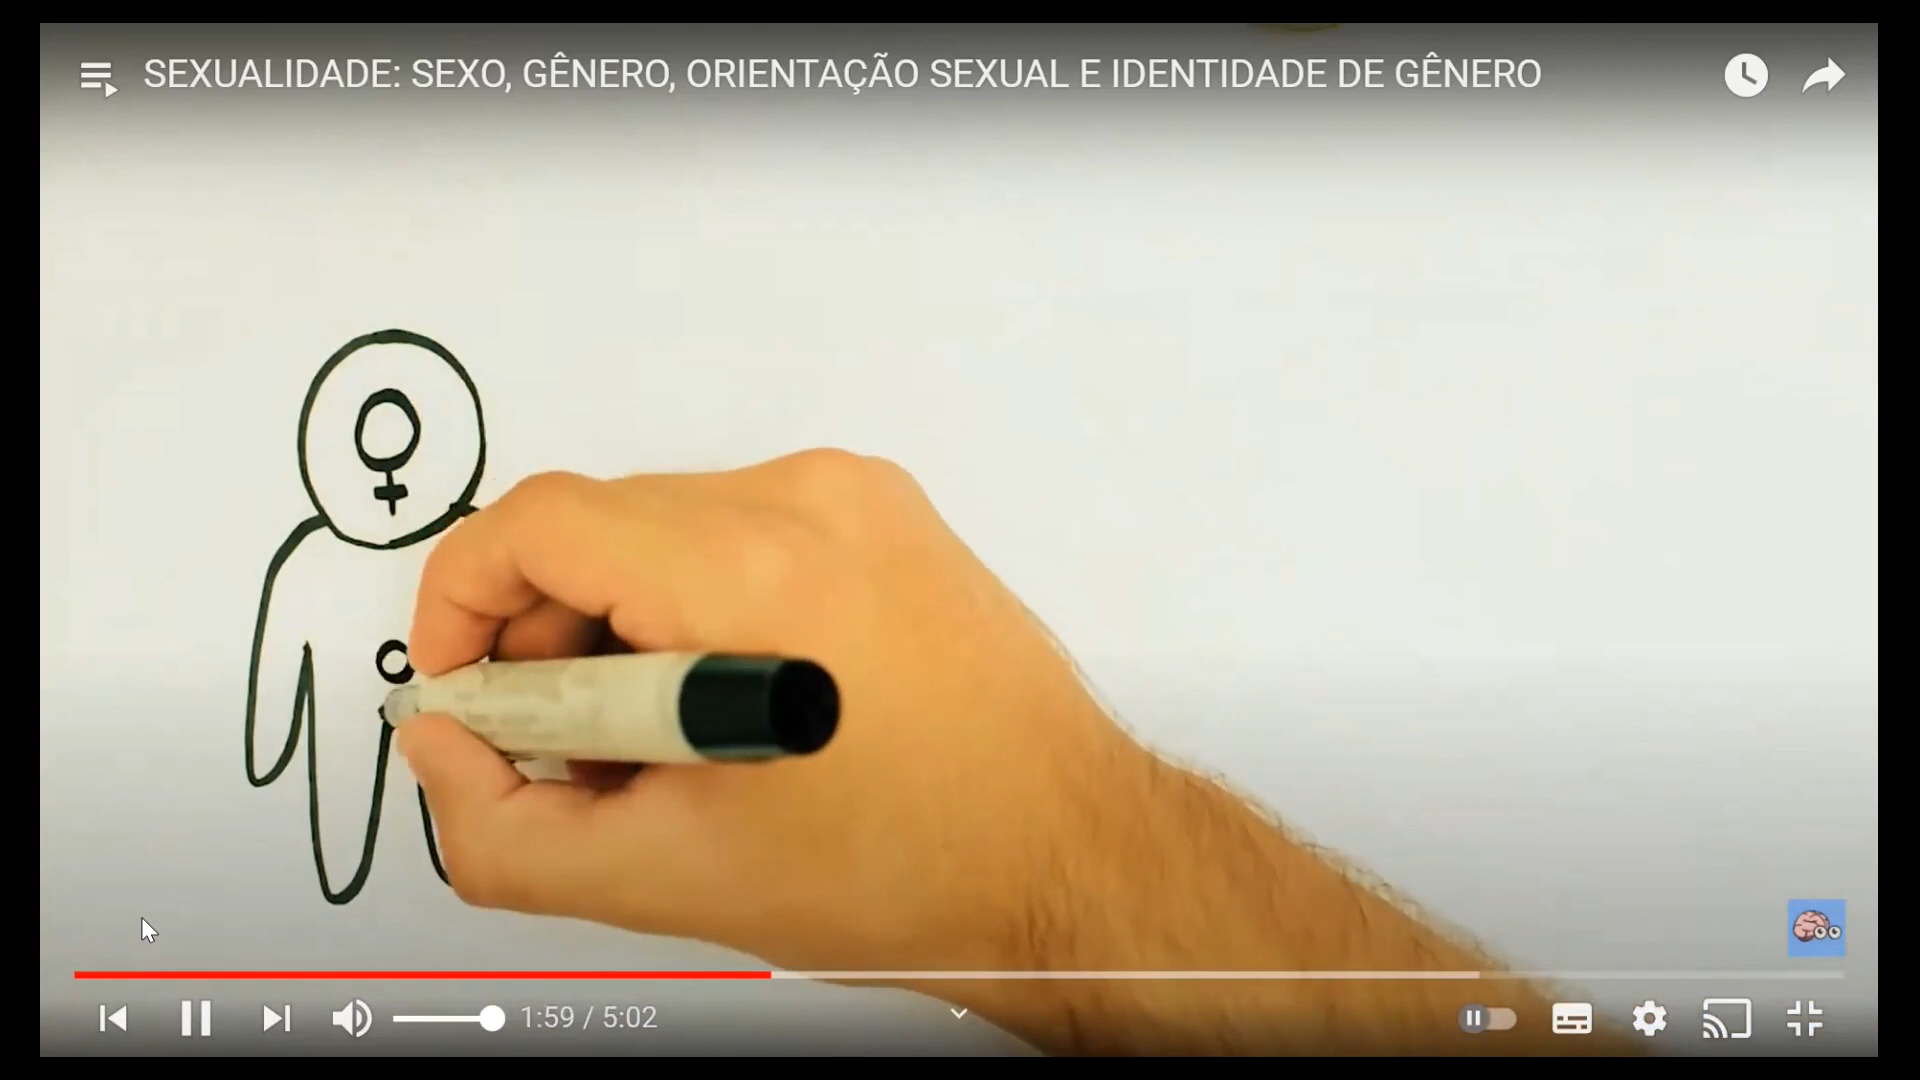 SEXUALIDADE: SEXO, GÊNERO, ORIENTAÇÃO SEXUAL E IDENTIDADE DE GÊNERO
1:59 / 5:02